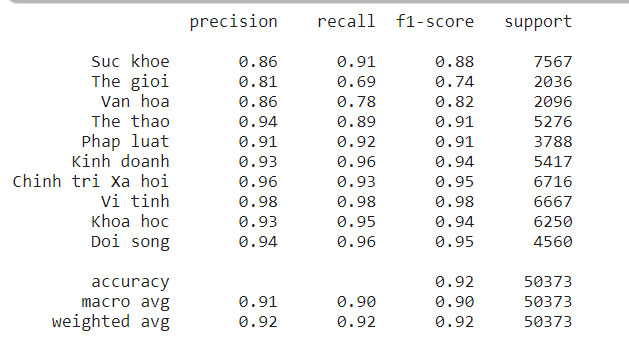 precision recall f1-score support
Suc khoe 0.86 0.91 0.88 7567
The gioi 0.81 0.69 0.74 2036
Van hoa 0.86 0.78 0.82 2096
The thao 0.94 0.89 0.91 5276
Phap luat 0.91 0.92 0.91 3788
Kinh doanh 0.93 0.96 0.94 5417
Chinh tri Xa hoi 0.96 0.93 0.95 6716
Vi tinh 0.98 0.98 0.98 6667
Khoa hoc 0.93 0.95 0.94 6250
Doi song 0.94 0.96 0.95 4560
accuracy 0.92 50373
macro avg 0.91 0.90 0.90 50373
weighted avg 0.92 0.92 0.92 50373